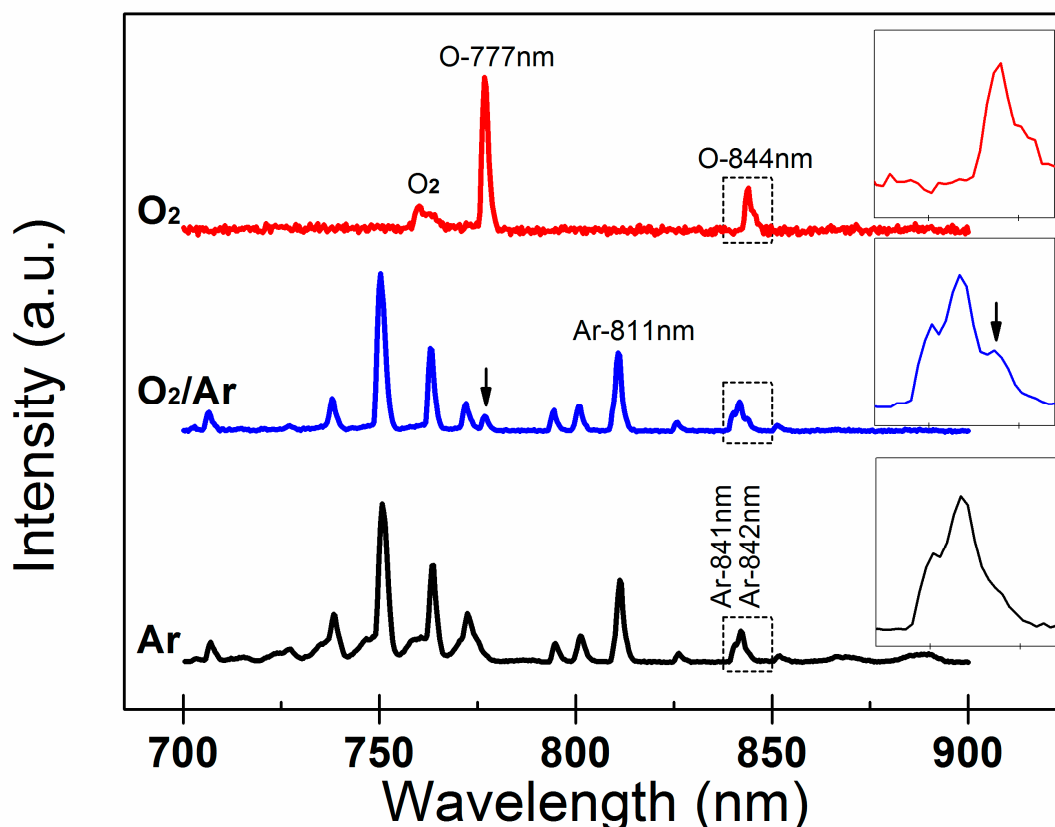 O-777nm
O-844nm
O₂
O₂
Ar-811nm
O₂/Ar
Ar-841nm
Ar-842nm
Ar
700 750 800 850 900
Wavelength (nm)
Intensity (a.u.)